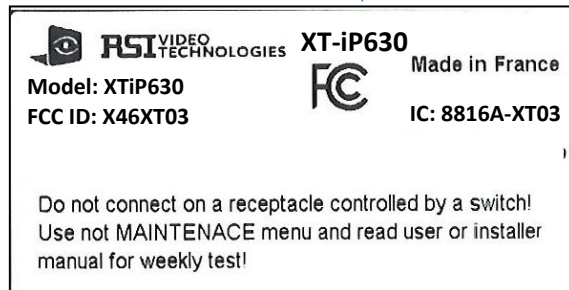 RSI VIDEO TECHNOLOGIES XT-iP630
Made in France
Model: XTiP630
FC
FCC ID: X46XT03
IC: 8816A-XT03
Do not connect on a receptacle controlled by a switch!
Use not MAINTENACE menu and read user or installer
manual for weekly test!